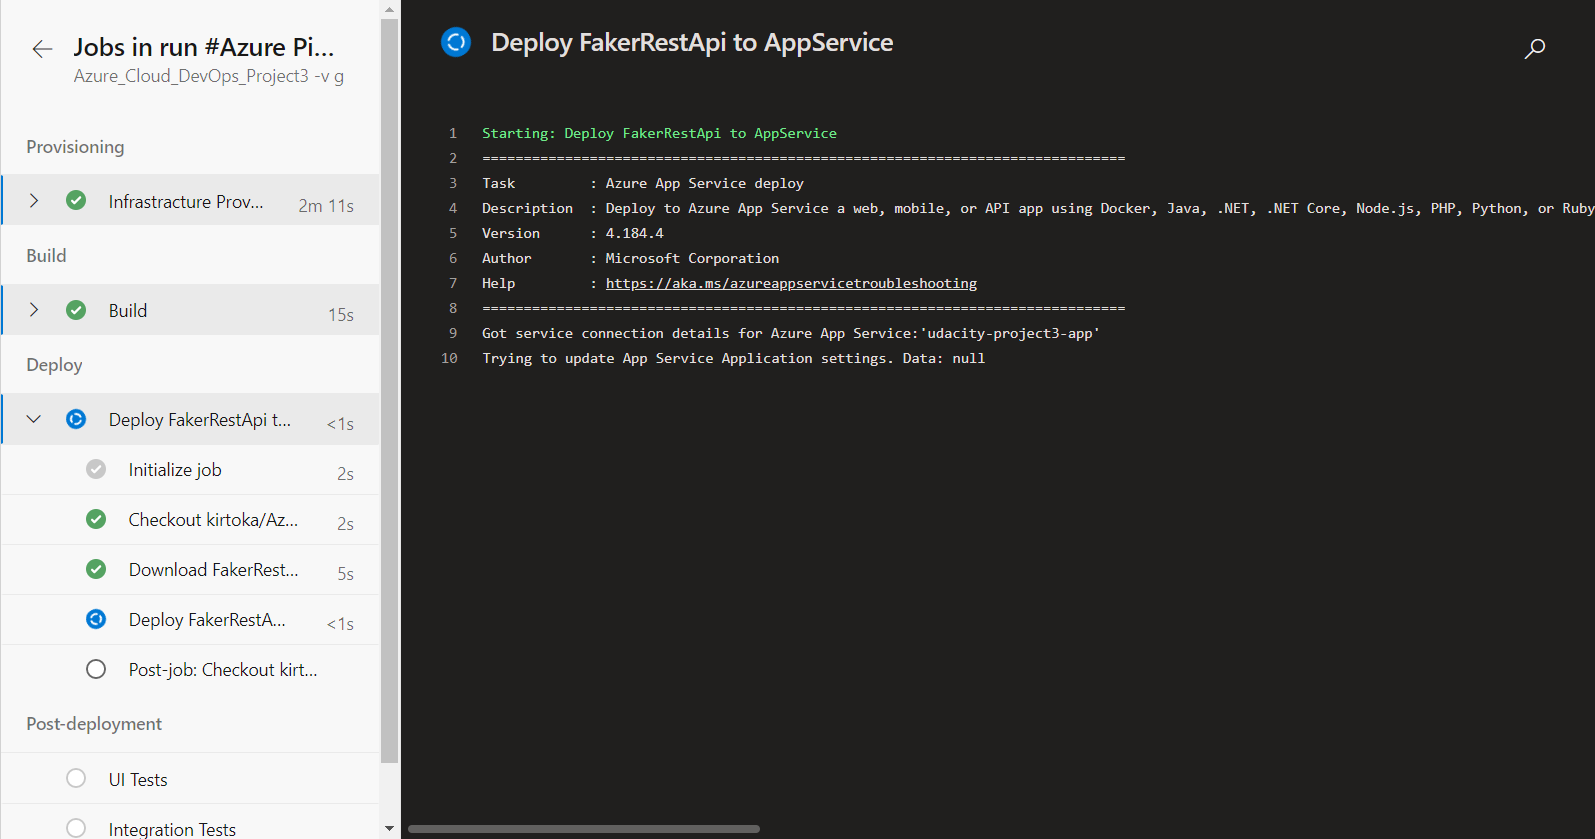 Jobs in run #Azure Pi...
Azure_Cloud_DevOps_Project3 -v g
Provisioning
Infrastracture Prov... 2m 11s
Build
Build 15s
Deploy
Deploy FakerRestApi t... <1s
Initialize job 2s
Checkout kirtoka/Az... 2s
Download FakerRest... 5s
Deploy FakerRestA... <1s
Post-job: Checkout kirt...
Post-deployment
UI Tests
Integration Tests
Deploy FakerRestApi to AppService
1 Starting: Deploy FakerRestApi to AppService
2 ==============================================================================
3 Task : Azure App Service deploy
4 Description : Deploy to Azure App Service a web, mobile, or API app using Docker, Java, .NET, .NET Core, Node.js, PHP, Python, or Ruby
5 Version : 4.184.4
6 Author : Microsoft Corporation
7 Help : https://aka.ms/azureappservicetroubleshooting
8 ==============================================================================
9 Got service connection details for Azure App Service:'udacity-project3-app'
10 Trying to update App Service Application settings. Data: null